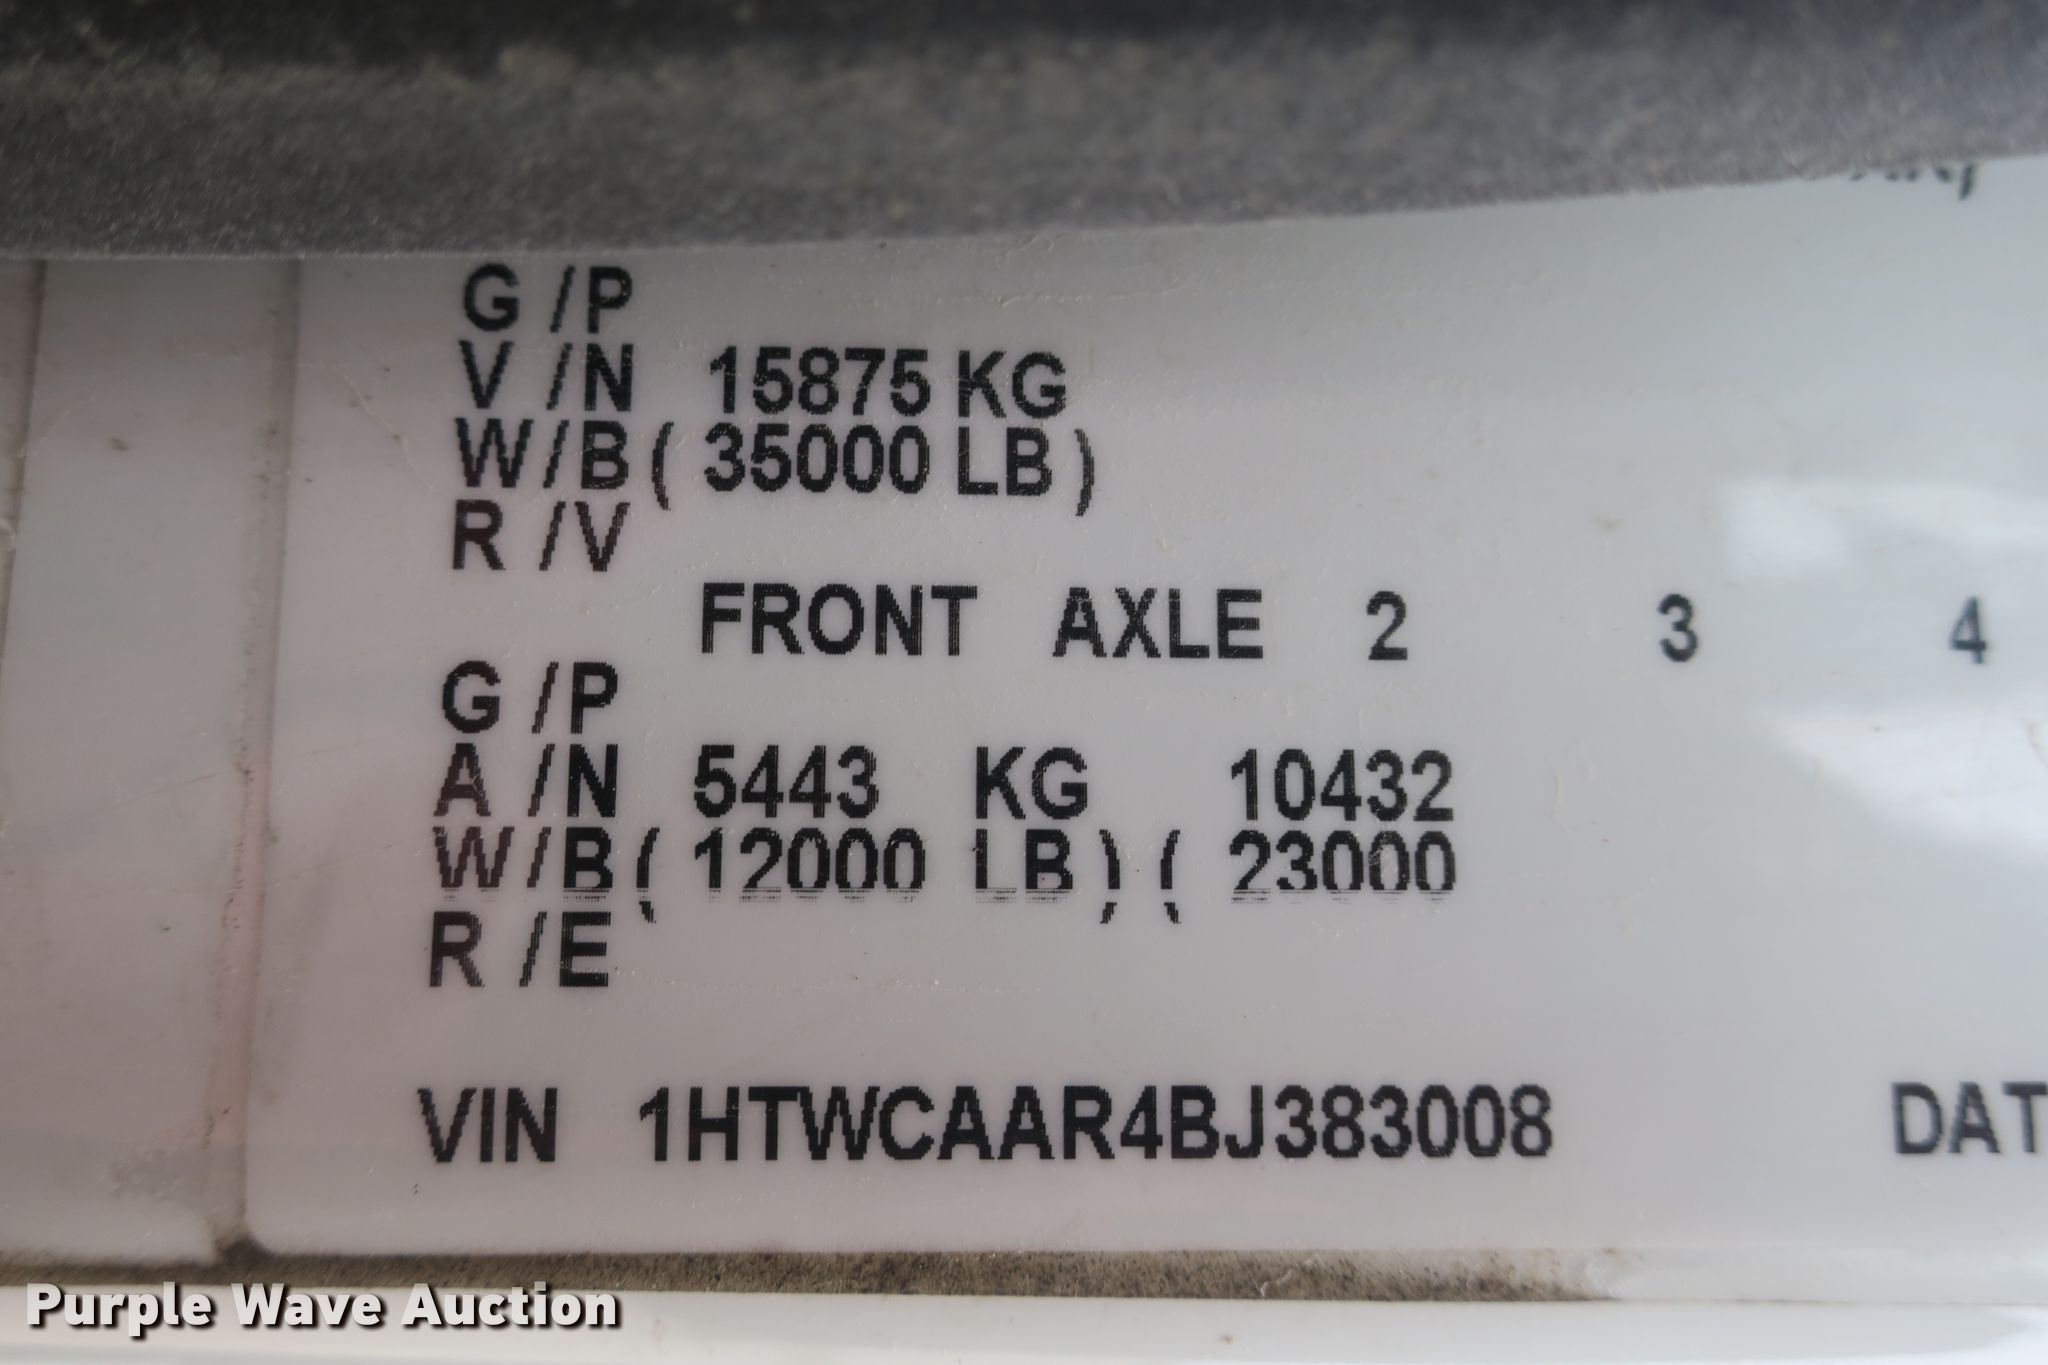 G /P
V /N 15875 KG
W/B ( 35000 LB )
R /V
FRONT AXLE 2 3 4
G /P
A /N 5443 KG 10432
W/B ( 12000 LB ) ( 23000
R /E
VIN 1HTWCAAR4BJ383008 DAT
Purple Wave Auction